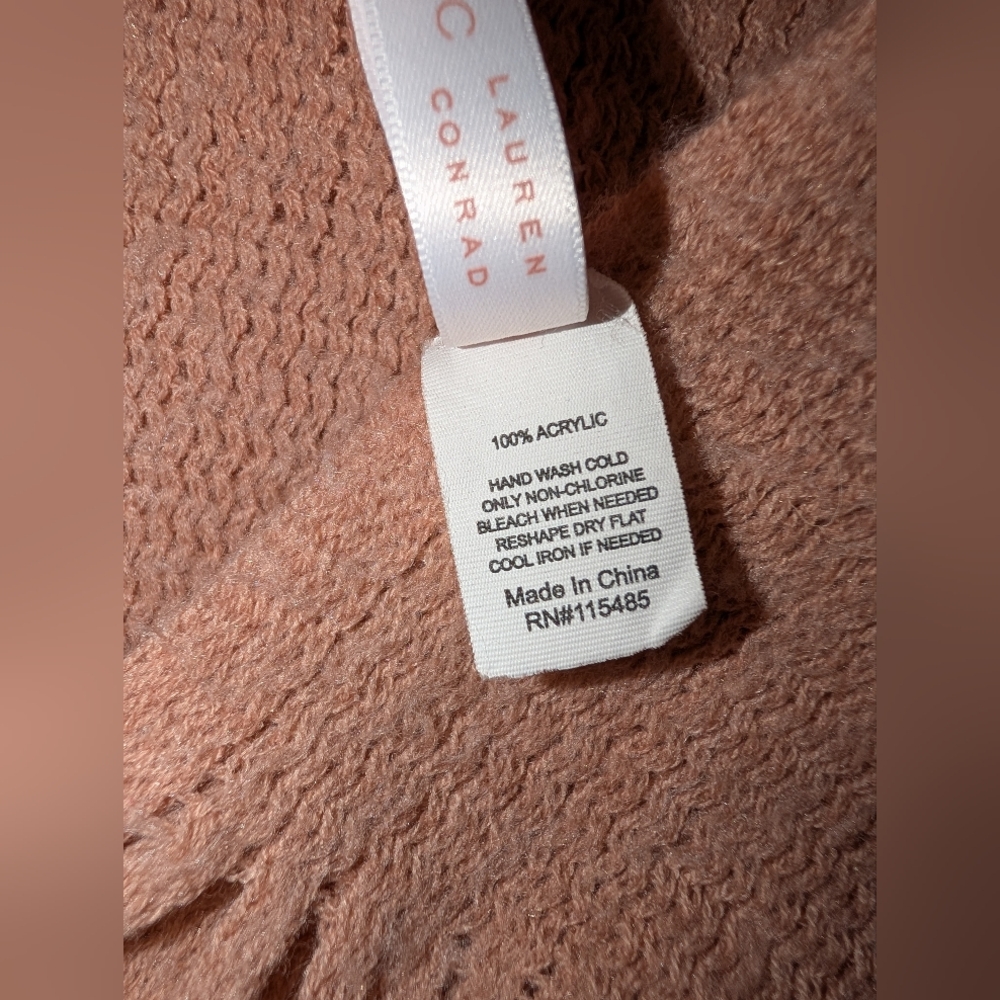 C
LAUREN
CONRAD
100% ACRYLIC
HAND WASH COLD
ONLY NON-CHLORINE
BLEACH WHEN NEEDED
RESHAPE DRY FLAT
COOL IRON IF NEEDED
Made In China
RN#115485